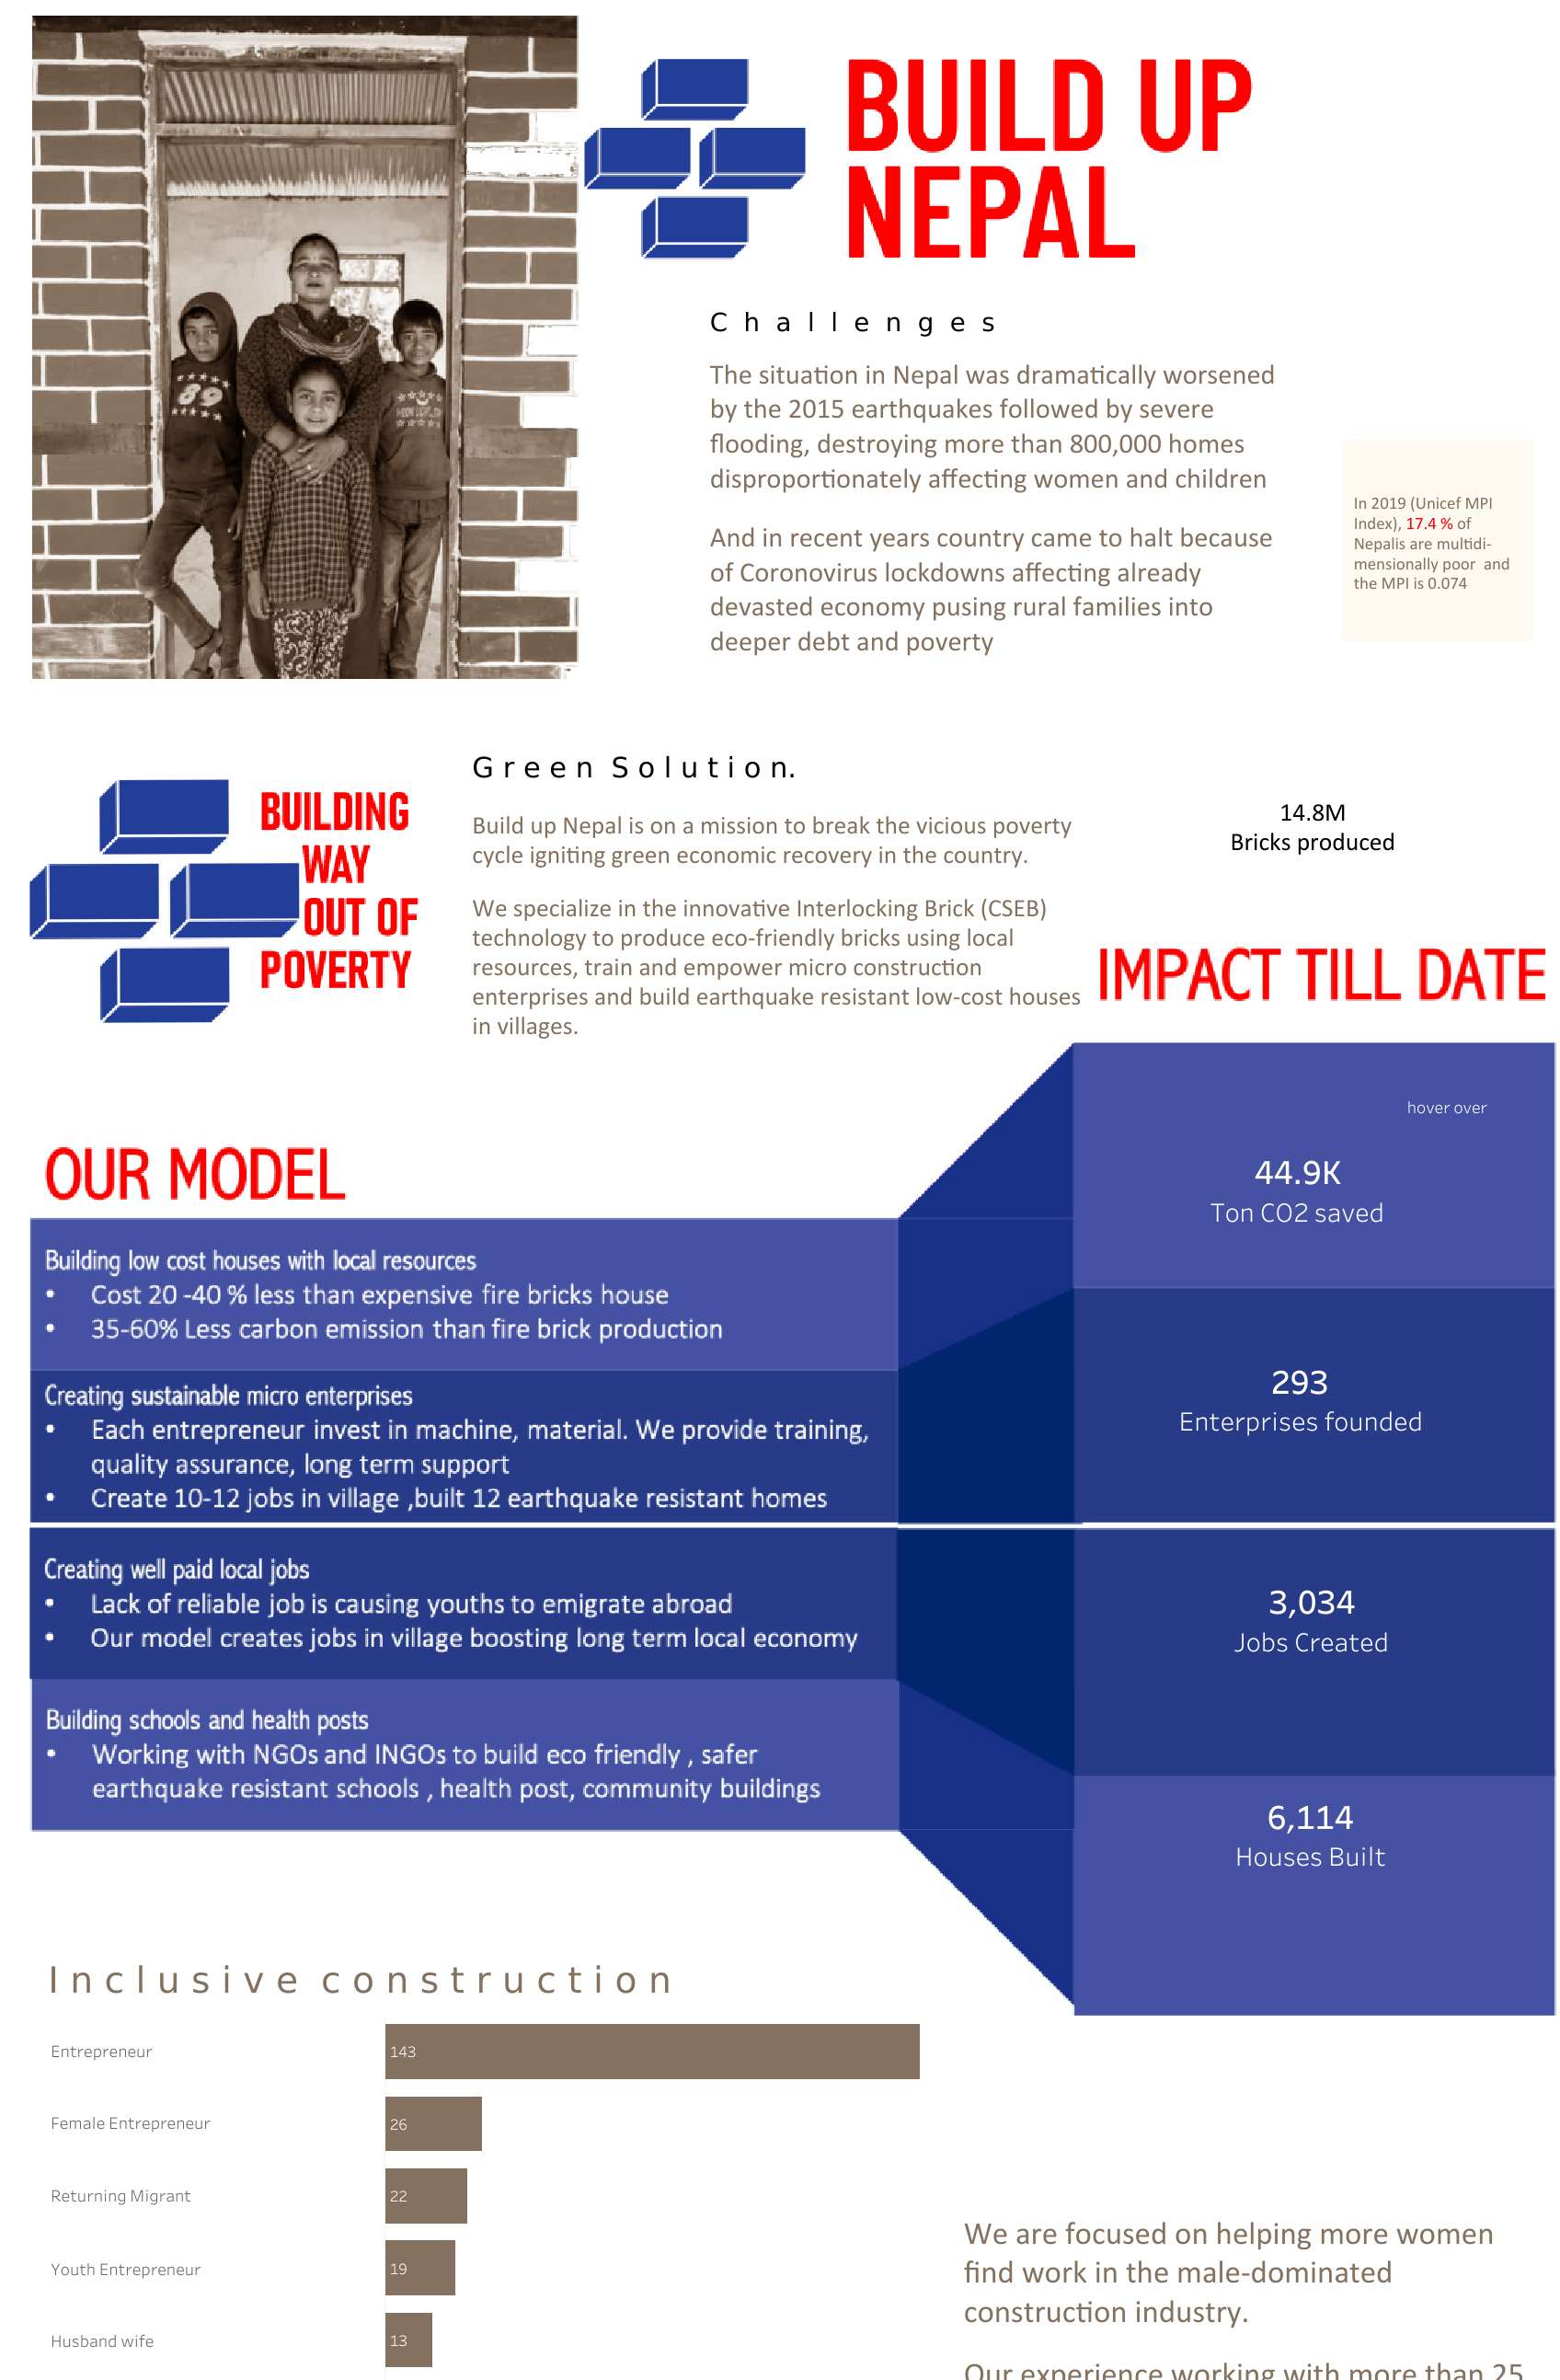 BUILD UP
NEPAL
89
Challenges
The situation in Nepal was dramatically worsened
by the 2015 earthquakes followed by severe
flooding, destroying more than 800,000 homes
disproportionately affecting women and children
And in recent years country came to halt because
of Coronovirus lockdowns affecting already
devasted economy pusing rural families into
deeper debt and poverty
In 2019 (Unicef MPI
Index), 17.4 % of
Nepalis are multidi-
mensionally poor and
the MPI is 0.074
BUILDING
WAY
OUT OF
POVERTY
Green Solution.
Build up Nepal is on a mission to break the vicious poverty
cycle igniting green economic recovery in the country.
We specialize in the innovative Interlocking Brick (CSEB)
technology to produce eco-friendly bricks using local
resources, train and empower micro construction
enterprises and build earthquake resistant low-cost houses
in villages.
14.8M
Bricks produced
IMPACT TILL DATE
hover over
44.9K
Ton CO2 saved
293
Enterprises founded
3,034
Jobs Created
6,114
Houses Built
OUR MODEL
Building low cost houses with local resources
• Cost 20 -40 % less than expensive fire bricks house
• 35-60% Less carbon emission than fire brick production
Creating sustainable micro enterprises
• Each entrepreneur invest in machine, material. We provide training,
quality assurance, long term support
• Create 10-12 jobs in village ,built 12 earthquake resistant homes
Creating well paid local jobs
• Lack of reliable job is causing youths to emigrate abroad
• Our model creates jobs in village boosting long term local economy
Building schools and health posts
• Working with NGOs and INGOs to build eco friendly , safer
earthquake resistant schools , health post, community buildings
Inclusive construction
Entrepreneur 143
Female Entrepreneur 26
Returning Migrant 22
Youth Entrepreneur 19
Husband wife 13
We are focused on helping more women
find work in the male-dominated
construction industry.
Our experience working with more than 25